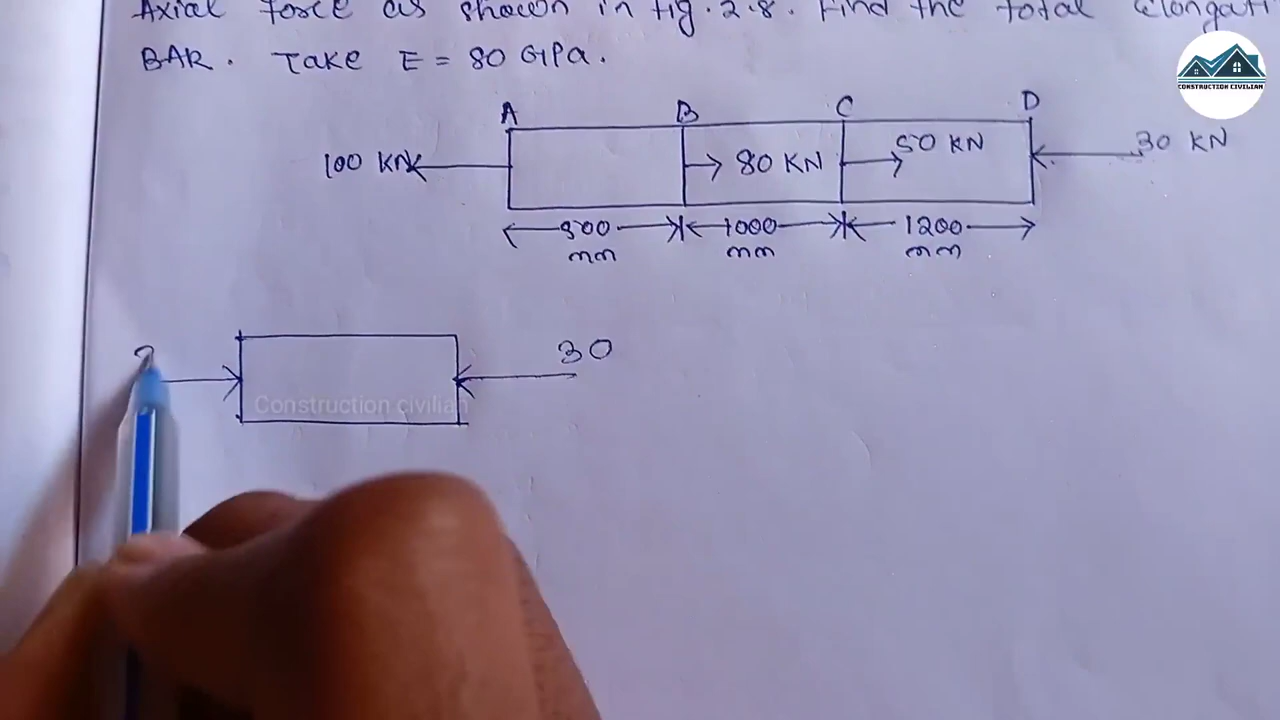 Axial force as shown in fig. 2.8. Find the total Elongati
BAR. Take E = 80 GPa.
CONSTRUCTION CIVILIAN
A B C D
100 KN 80 KN 50 KN 30 KN
1000 1200
mm mm mm
30
Construction civilian